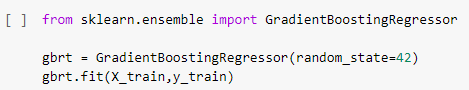 [ ] from sklearn.ensemble import GradientBoostingRegressor
gbrt = GradientBoostingRegressor(random_state=42)
gbrt.fit(X_train,y_train)